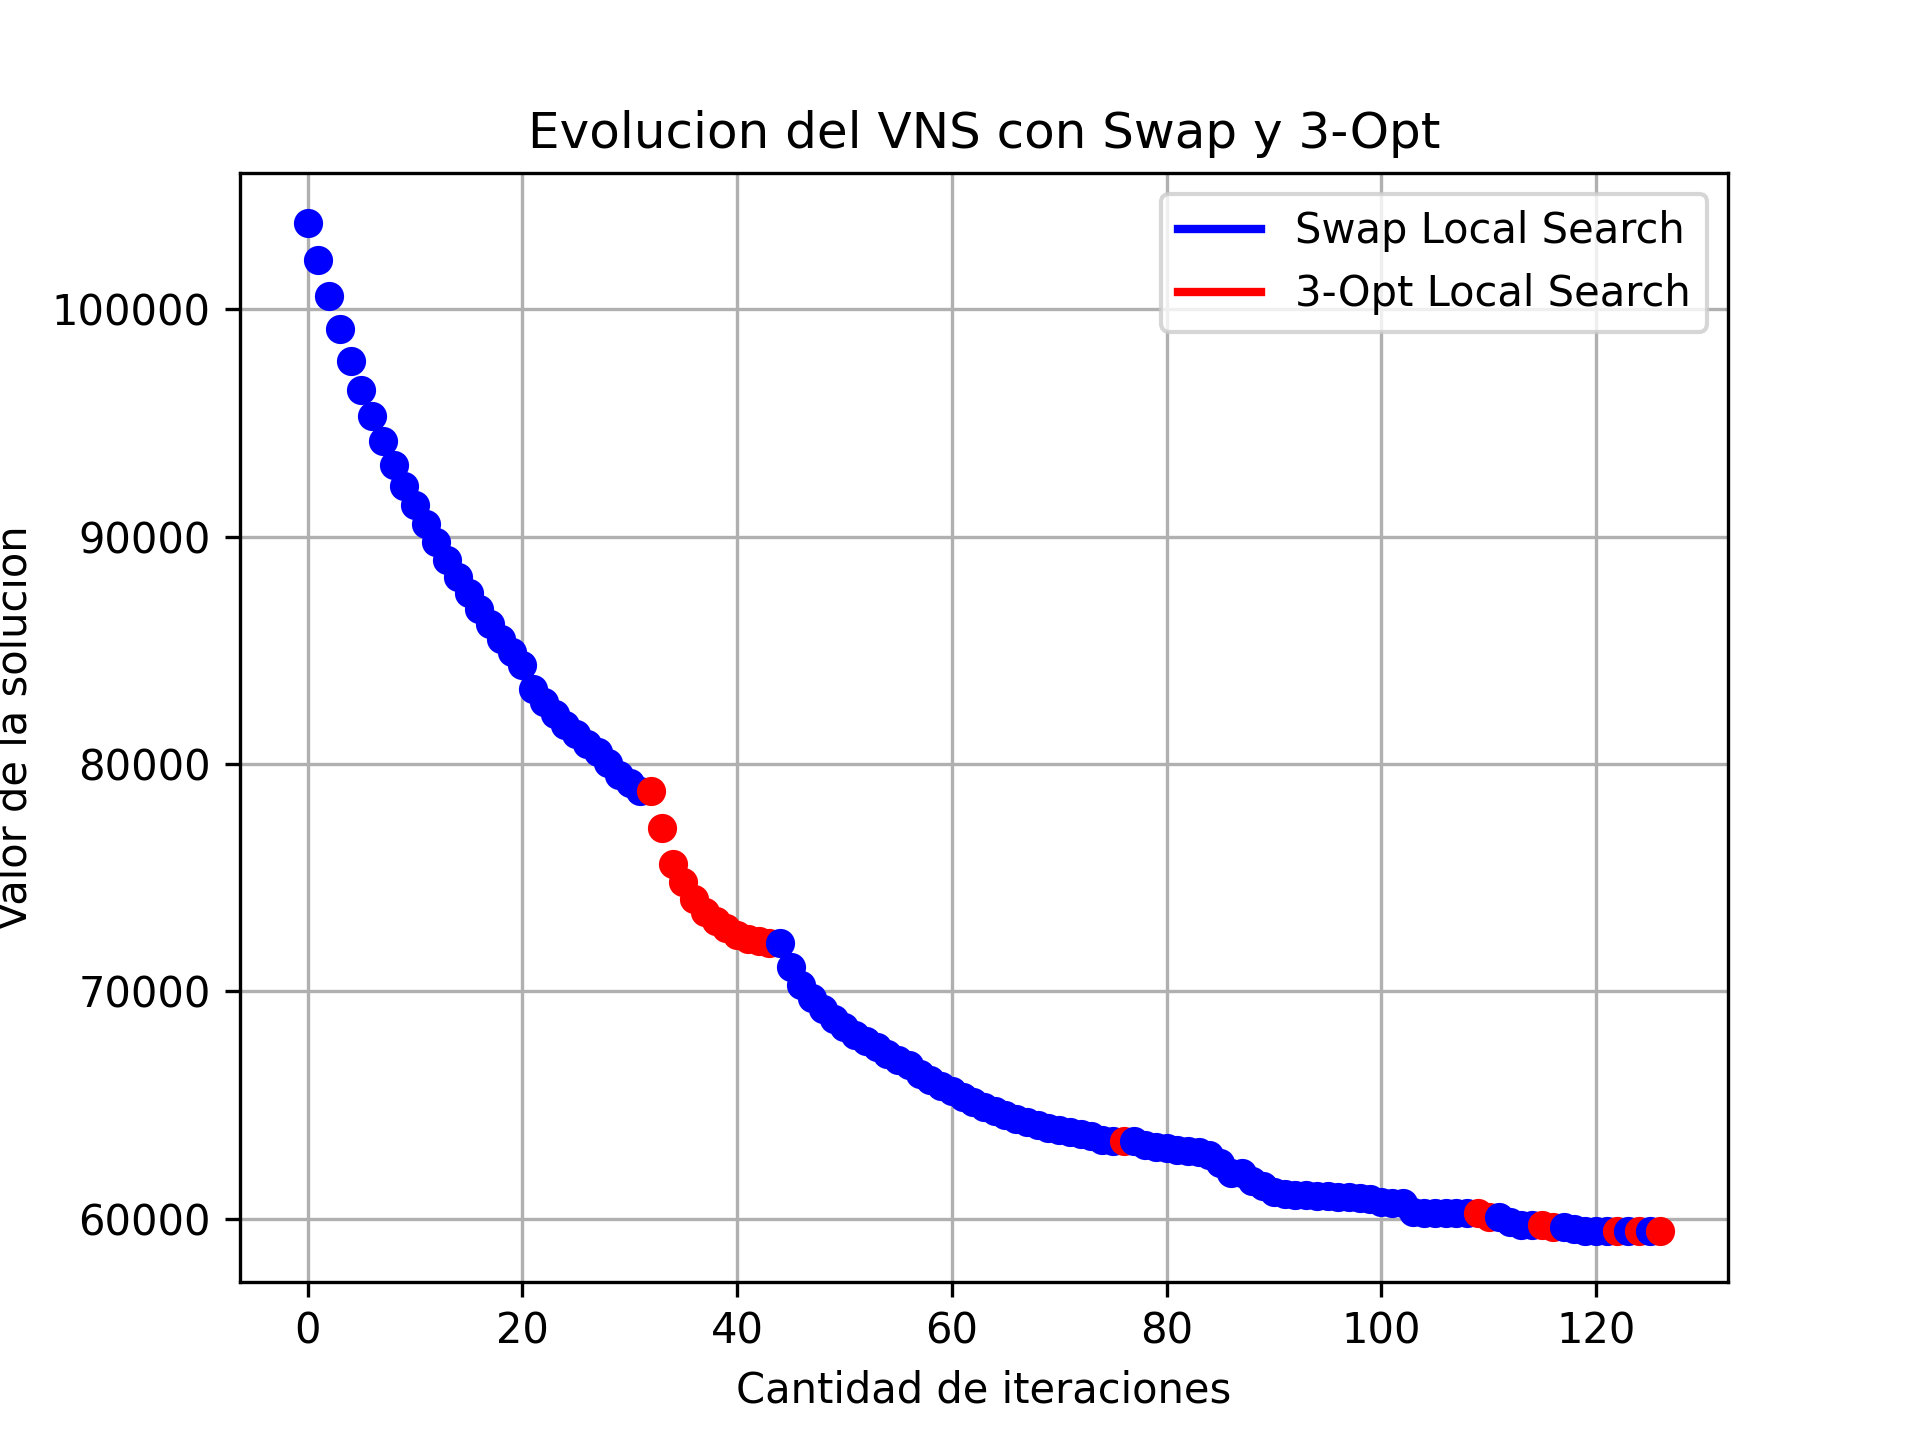 Evolucion del VNS con Swap y 3-Opt
Swap Local Search
3-Opt Local Search
Valor de la solucion
100000
90000
80000
70000
60000
0 20 40 60 80 100 120
Cantidad de iteraciones